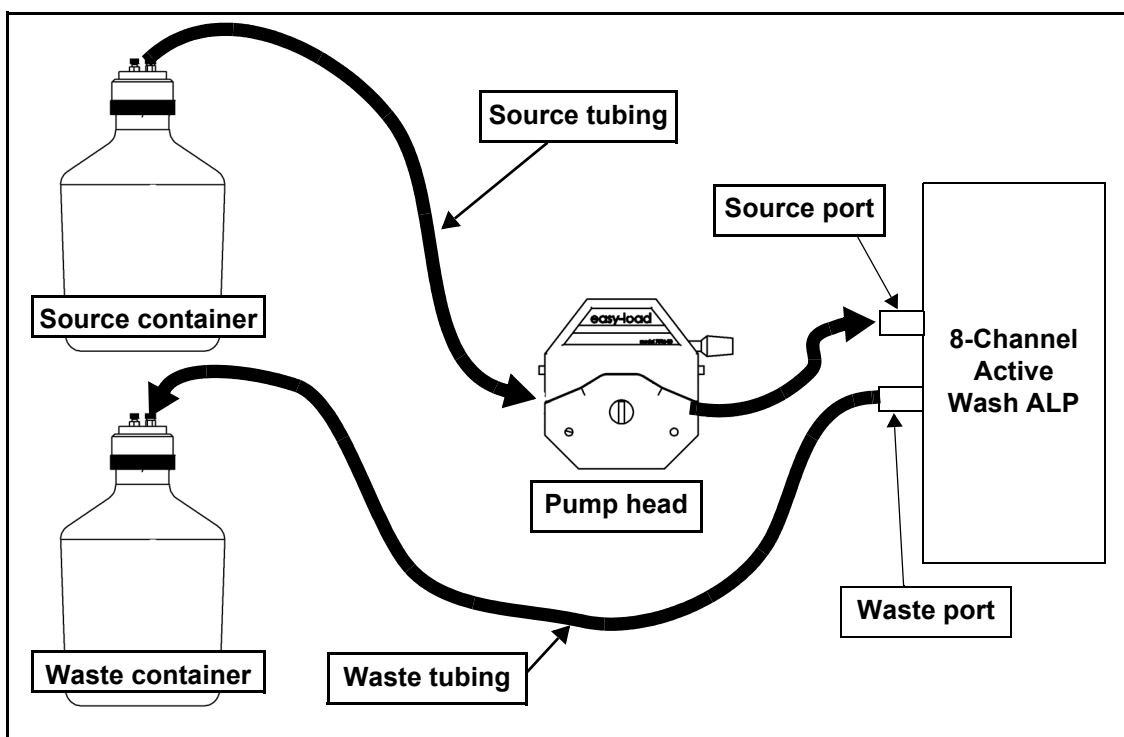 Source tubing
Source port
Source container
easy-load
8-Channel
Active
Wash ALP
Pump head
Waste port
Waste container
Waste tubing